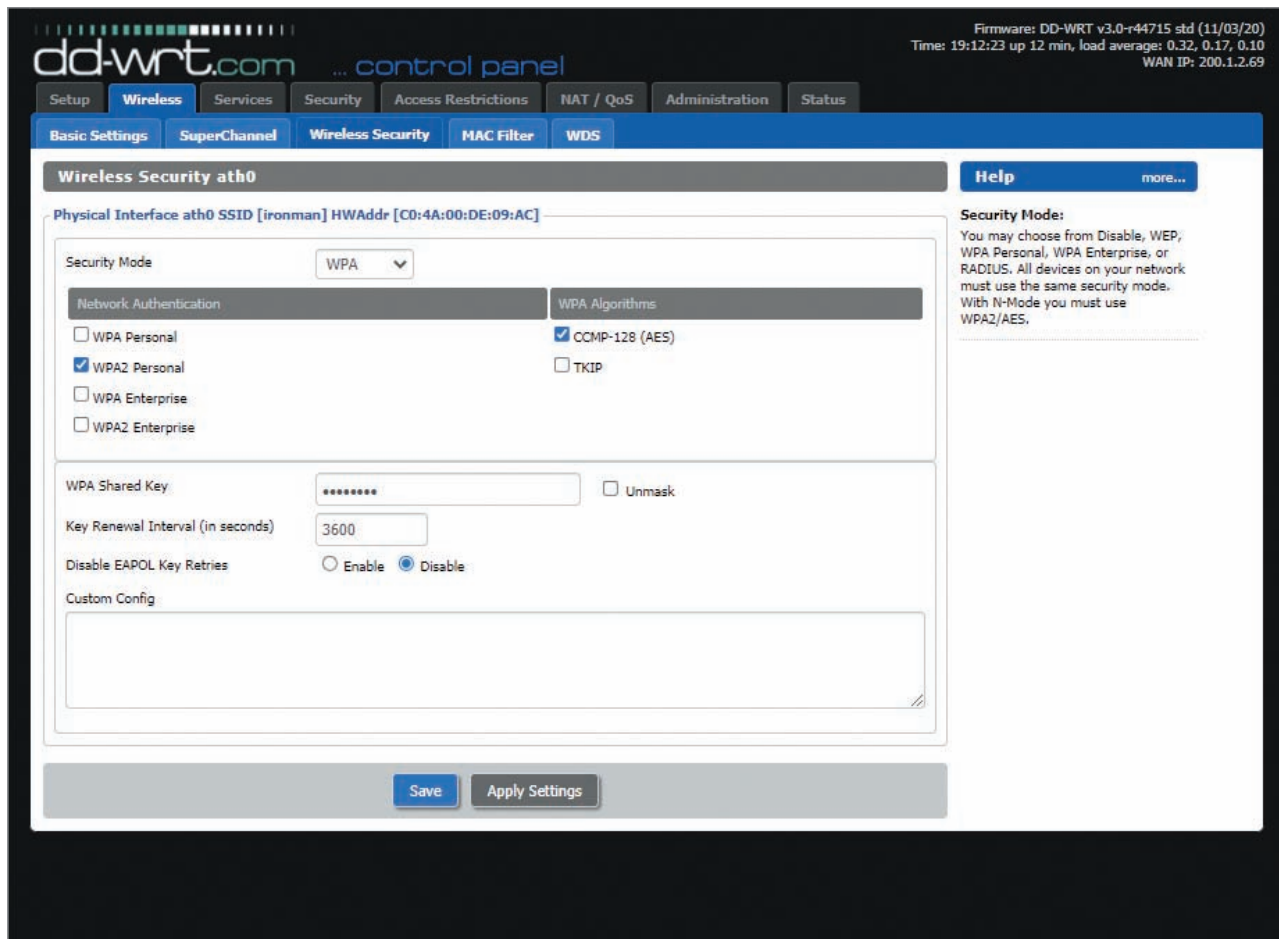 Firmware: DD-WRT v3.0-r44715 std (11/03/20)
Time: 19:12:23 up 12 min, load average: 0.32, 0.17, 0.10
WAN IP: 200.1.2.69
dd-wrt.com ... control panel
Setup Wireless Services Security Access Restrictions NAT / QoS Administration Status
Basic Settings SuperChannel Wireless Security MAC Filter WDS
Wireless Security ath0
Physical Interface ath0 SSID [ironman] HWAddr [C0:4A:00:DE:09:AC]
Security Mode WPA
Network Authentication WPA Algorithms
WPA Personal CCMP-128 (AES)
WPA2 Personal TKIP
WPA Enterprise
WPA2 Enterprise
WPA Shared Key •••••••• Unmask
Key Renewal Interval (in seconds) 3600
Disable EAPOL Key Retries Enable Disable
Custom Config
Save Apply Settings
Help more...
Security Mode:
You may choose from Disable, WEP,
WPA Personal, WPA Enterprise, or
RADIUS. All devices on your network
must use the same security mode.
With N-Mode you must use
WPA2/AES.